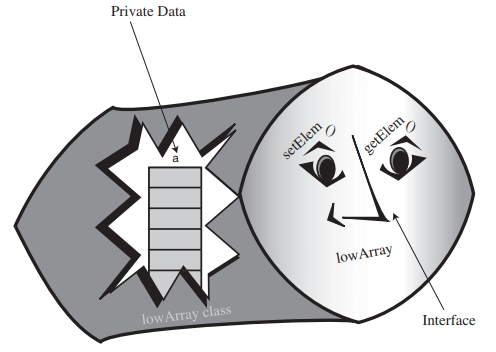 Private Data
setElem ()
getElem ()
a
lowArray
lowArray class
Interface